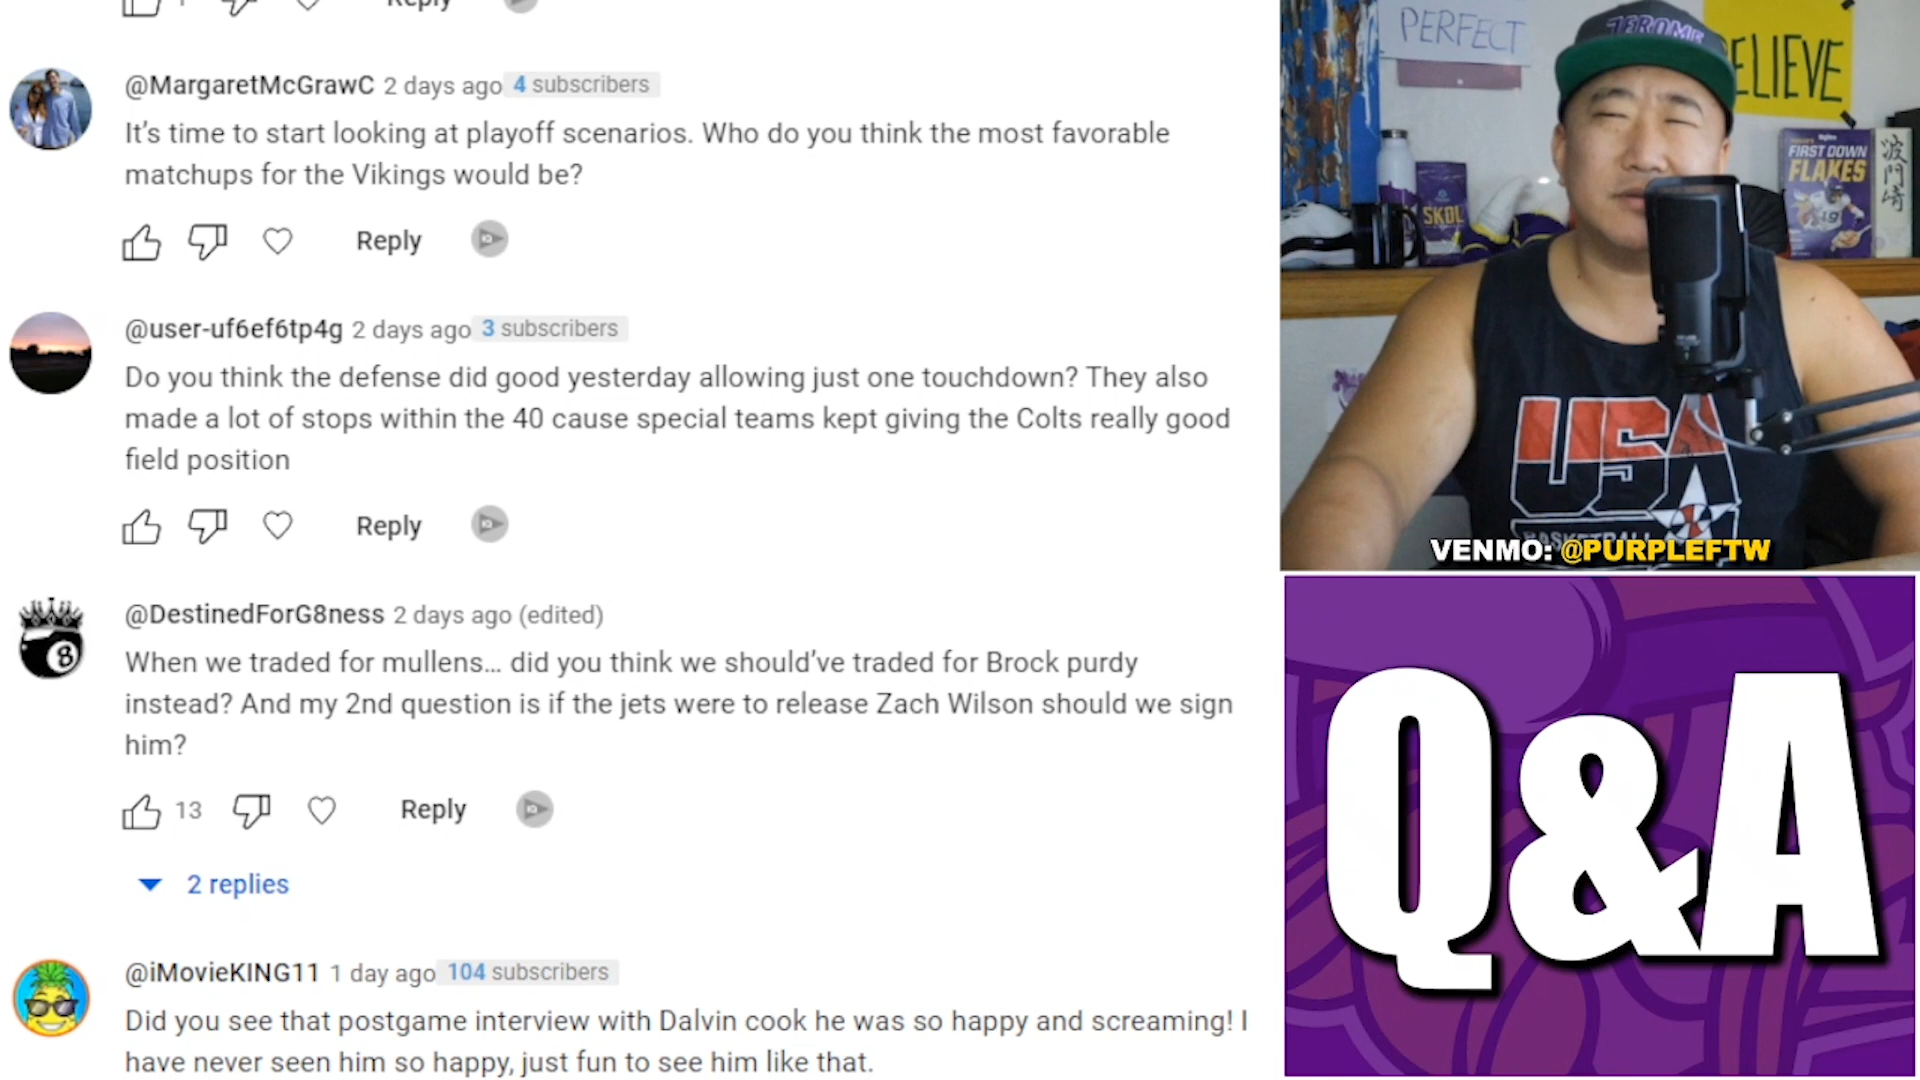 Reply
@MargaretMcGrawC 2 days ago 4 subscribers
It's time to start looking at playoff scenarios. Who do you think the most favorable
matchups for the Vikings would be?
Reply
@user-uf6ef6tp4g 2 days ago 3 subscribers
Do you think the defense did good yesterday allowing just one touchdown? They also
made a lot of stops within the 40 cause special teams kept giving the Colts really good
field position
Reply
@DestinedForG8ness 2 days ago (edited)
When we traded for mullens... did you think we should've traded for Brock purdy
instead? And my 2nd question is if the jets were to release Zach Wilson should we sign
him?
13 Reply
2 replies
@iMovieKING11 1 day ago 104 subscribers
Did you see that postgame interview with Dalvin cook he was so happy and screaming! I
have never seen him so happy, just fun to see him like that.
PERFECT
JEROME
ELIEVE
FIRST DOWN
FLAKES
19
SKOL
USA
BASKETBALL
VENMO: @PURPLEFTW
Q&A